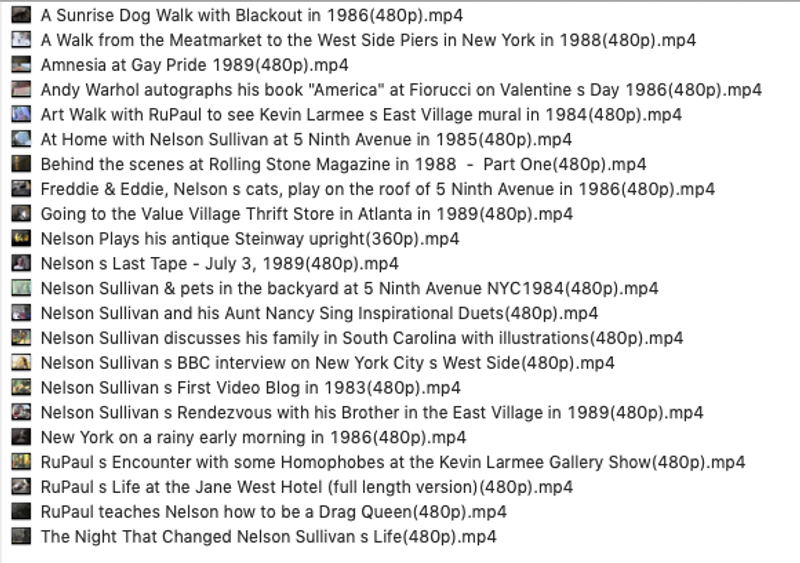 A Sunrise Dog Walk with Blackout in 1986(480p).mp4
A Walk from the Meatmarket to the West Side Piers in New York in 1988(480p).mp4
Amnesia at Gay Pride 1989(480p).mp4
Andy Warhol autographs his book "America" at Fiorucci on Valentine s Day 1986(480p).mp4
Art Walk with RuPaul to see Kevin Larmee s East Village mural in 1984(480p).mp4
At Home with Nelson Sullivan at 5 Ninth Avenue in 1985(480p).mp4
Behind the scenes at Rolling Stone Magazine in 1988  -  Part One(480p).mp4
Freddie & Eddie, Nelson s cats, play on the roof of 5 Ninth Avenue in 1986(480p).mp4
Going to the Value Village Thrift Store in Atlanta in 1989(480p).mp4
Nelson Plays his antique Steinway upright(360p).mp4
Nelson s Last Tape - July 3, 1989(480p).mp4
Nelson Sullivan & pets in the backyard at 5 Ninth Avenue NYC1984(480p).mp4
Nelson Sullivan and his Aunt Nancy Sing Inspirational Duets(480p).mp4
Nelson Sullivan discusses his family in South Carolina with illustrations(480p).mp4
Nelson Sullivan s BBC interview on New York City s West Side(480p).mp4
Nelson Sullivan s First Video Blog in 1983(480p).mp4
Nelson Sullivan s Rendezvous with his Brother in the East Village in 1989(480p).mp4
New York on a rainy early morning in 1986(480p).mp4
RuPaul s Encounter with some Homophobes at the Kevin Larmee Gallery Show(480p).mp4
RuPaul s Life at the Jane West Hotel (full length version)(480p).mp4
RuPaul teaches Nelson how to be a Drag Queen(480p).mp4
The Night That Changed Nelson Sullivan s Life(480p).mp4